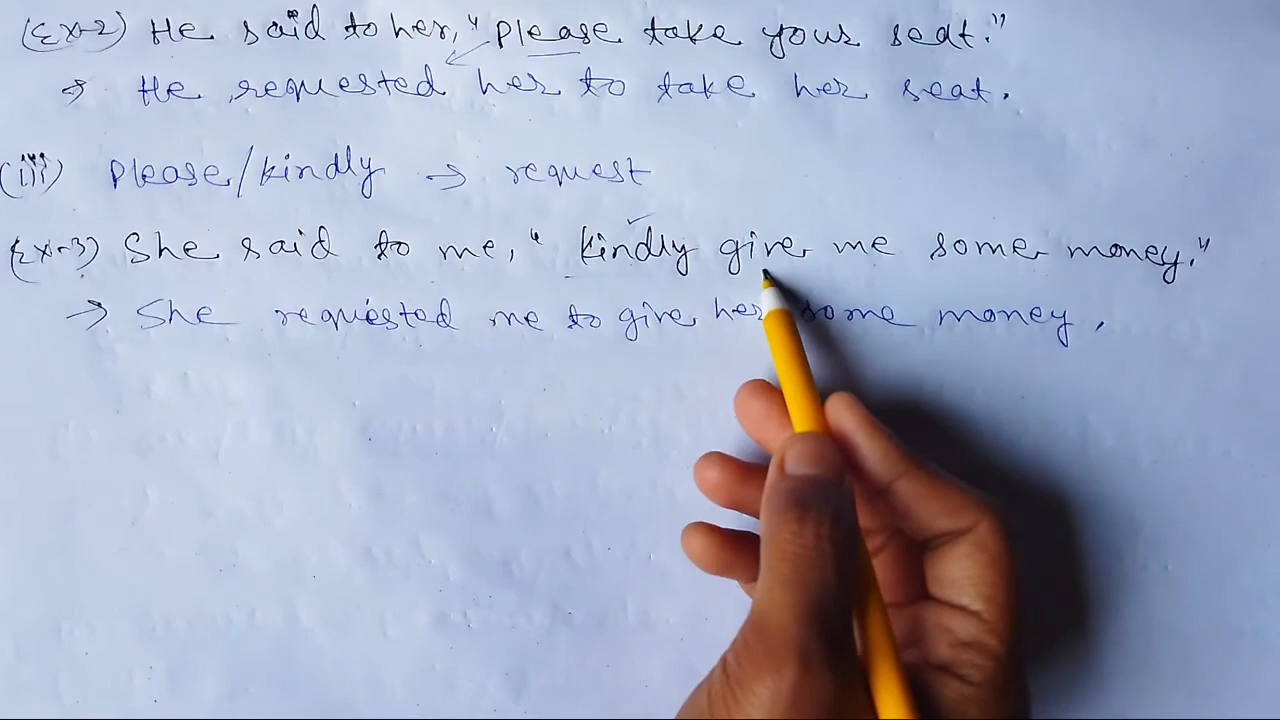 (Ex-2) He said to her, "Please take your seat."
→ He requested her to take her seat.
(iii) Please/kindly → request
(Ex-3) She said to me, "kindly give me some money."
→ She requested me to give her some money.